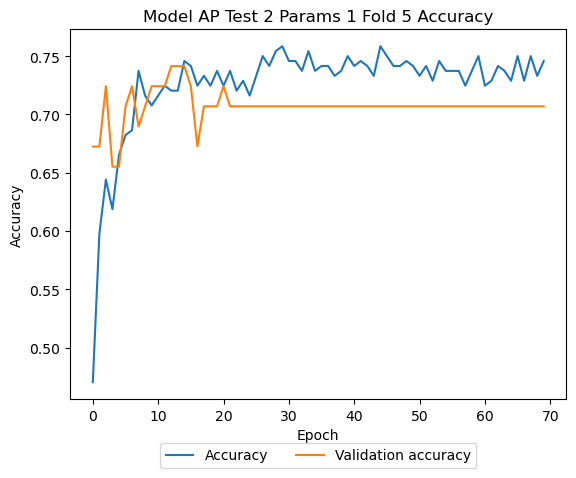 Model AP Test 2 Params 1 Fold 5 Accuracy
0.75
0.70
0.65
0.60
0.55
0.50
Accuracy
0 10 20 30 40 50 60 70
Epoch
Accuracy Validation accuracy